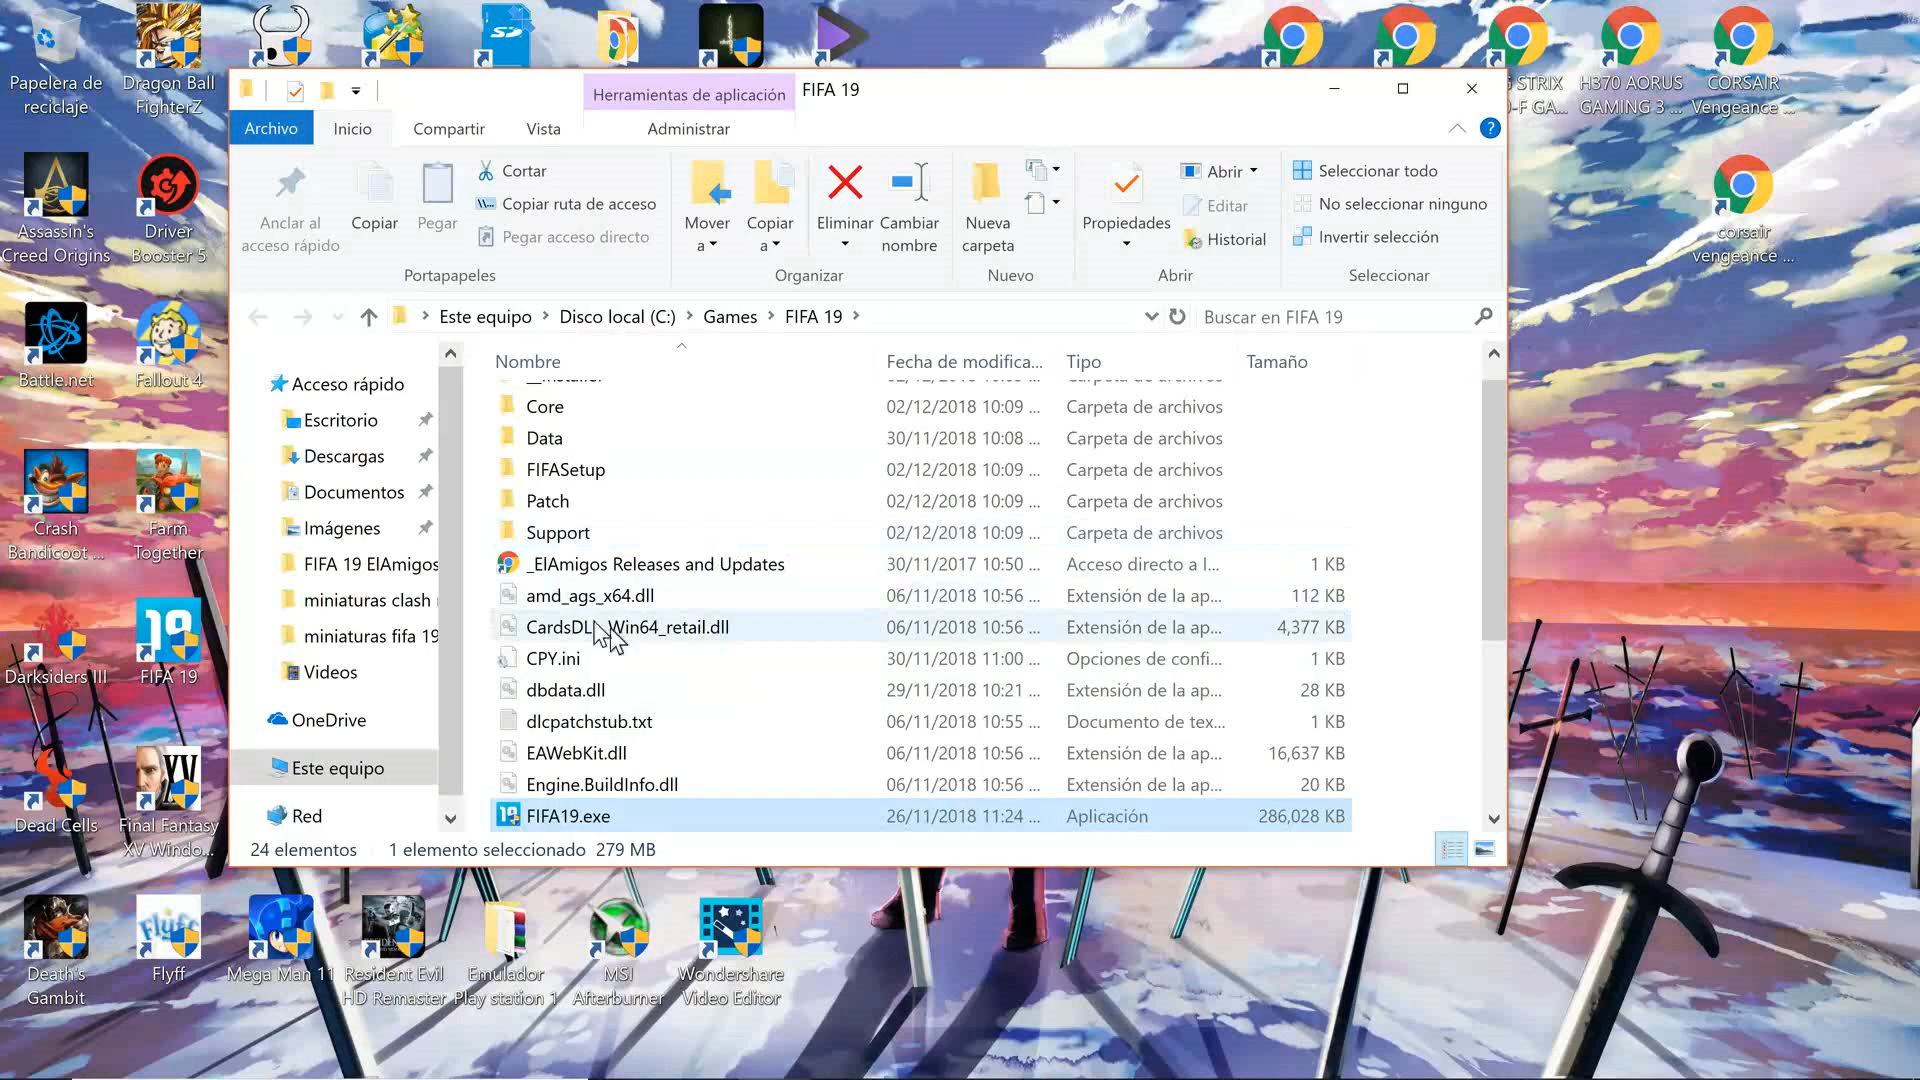 Papelera de
reciclaje
Dragon Ball
FighterZ
SD
STRIX
-F GA...
H370 AORUS
GAMING 3 ...
CORSAIR
Vengeance ...
Herramientas de aplicación
FIFA 19
Archivo
Inicio
Compartir
Vista
Administrar
?
Anclar al
acceso rápido
Copiar
Pegar
Cortar
Copiar ruta de acceso
Pegar acceso directo
Portapapeles
Mover
a
Copiar
a
Eliminar
Cambiar
nombre
Organizar
Nueva
carpeta
Nuevo
Propiedades
Abrir
Editar
Historial
Abrir
Seleccionar todo
No seleccionar ninguno
Invertir selección
Seleccionar
Assassin's
Creed Origins
Driver
Booster 5
corsair
vengeance ...
Este equipo
Disco local (C:)
Games
FIFA 19
Buscar en FIFA 19
Battle.net
Fallout 4
Acceso rápido
Escritorio
Descargas
Documentos
Imágenes
FIFA 19 ElAmigos
miniaturas clash
miniaturas fifa 19
Videos
OneDrive
Este equipo
Red
Nombre
Fecha de modifica...
Tipo
Tamaño
Core 02/12/2018 10:09 ... Carpeta de archivos
Data 30/11/2018 10:08 ... Carpeta de archivos
FIFASetup 02/12/2018 10:09 ... Carpeta de archivos
Patch 02/12/2018 10:09 ... Carpeta de archivos
Support 02/12/2018 10:09 ... Carpeta de archivos
_ElAmigos Releases and Updates 30/11/2017 10:50 ... Acceso directo a l... 1 KB
amd_ags_x64.dll 06/11/2018 10:56 ... Extensión de la ap... 112 KB
CardsDL Win64_retail.dll 06/11/2018 10:56 ... Extensión de la ap... 4,377 KB
CPY.ini 30/11/2018 11:00 ... Opciones de confi... 1 KB
dbdata.dll 29/11/2018 10:21 ... Extensión de la ap... 28 KB
dlcpatchstub.txt 06/11/2018 10:55 ... Documento de tex... 1 KB
EAWebKit.dll 06/11/2018 10:56 ... Extensión de la ap... 16,637 KB
Engine.BuildInfo.dll 06/11/2018 10:56 ... Extensión de la ap... 20 KB
FIFA19.exe 26/11/2018 11:24 ... Aplicación 286,028 KB
24 elementos
1 elemento seleccionado 279 MB
Crash
Bandicoot ...
Farm
Together
Darksiders III
19
FIFA 19
Dead Cells
XV
Final Fantasy
XV Windo...
Death's
Gambit
Flyff
Flyff
Mega Man 11
Resident Evil
HD Remaster
Emulador
Play station 1
MSI
Afterburner
Wondershare
Video Editor